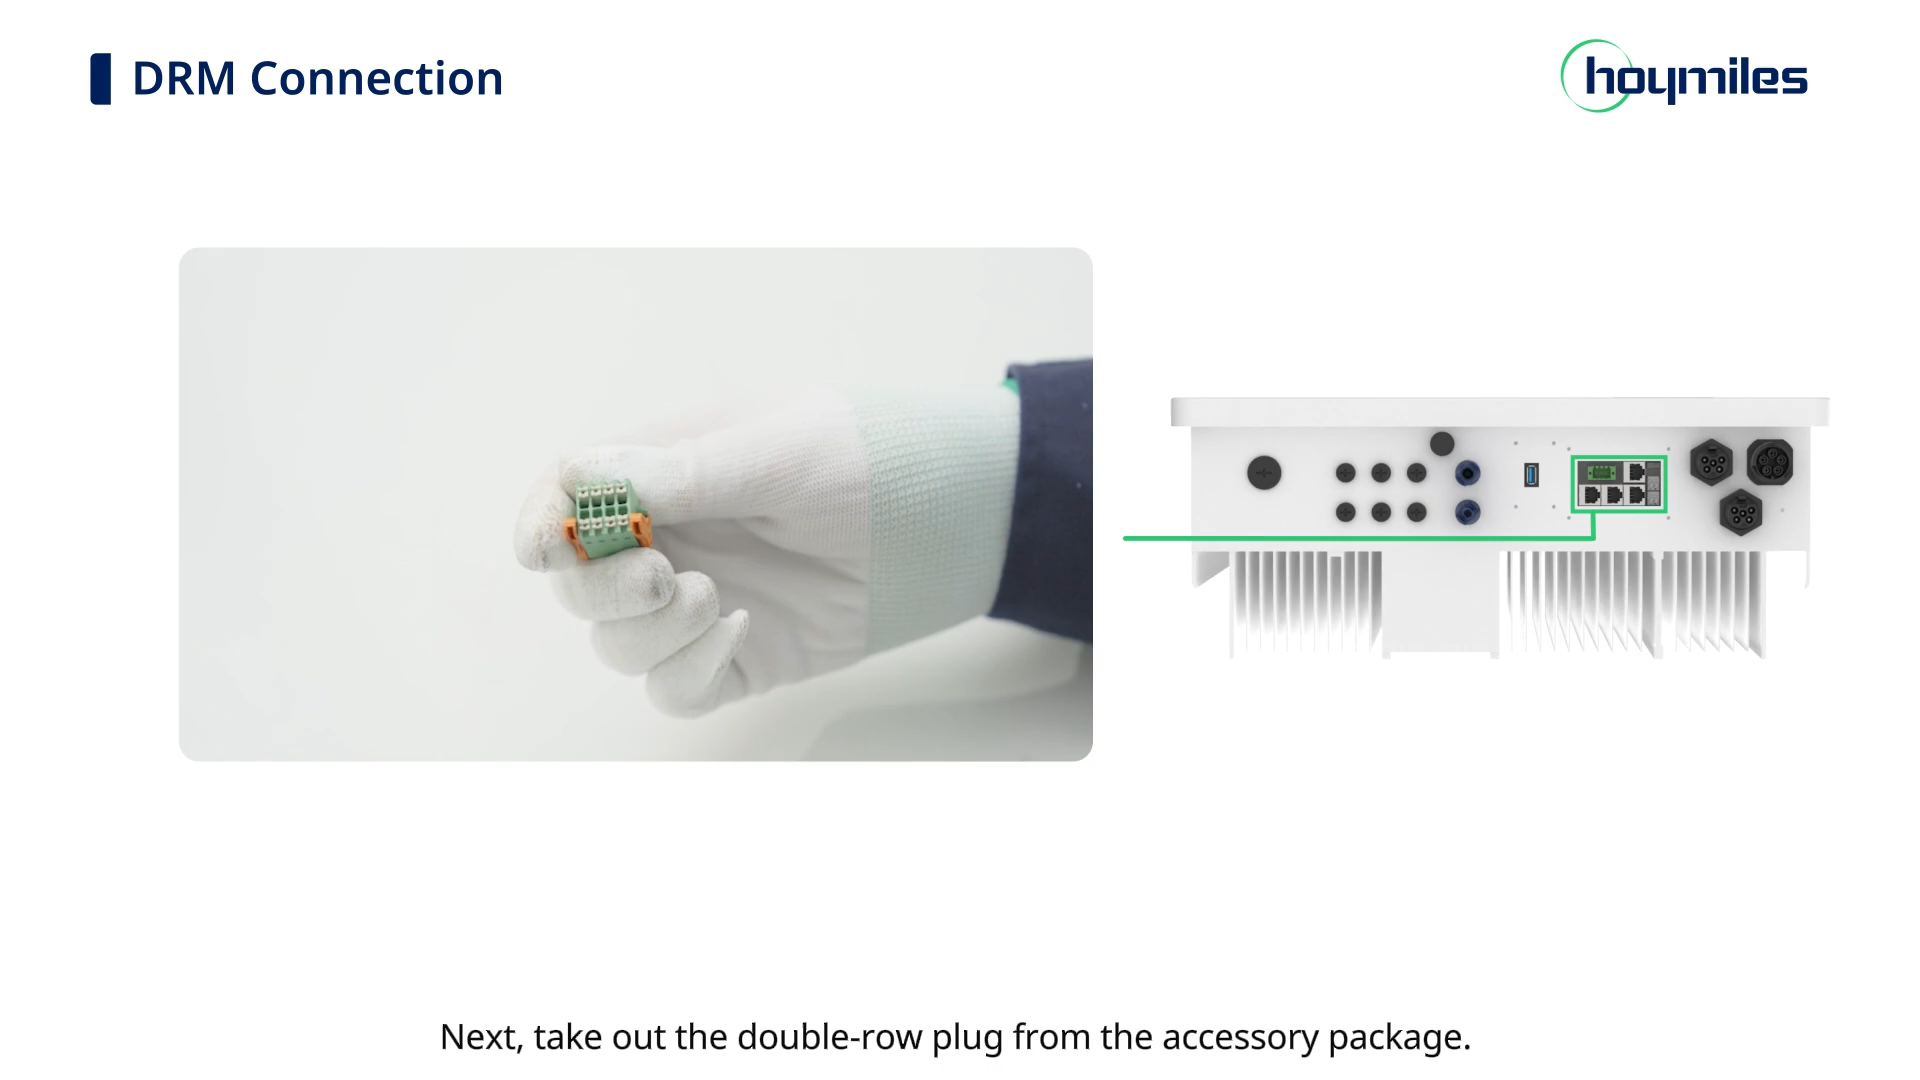 DRM Connection
hoymiles
Next, take out the double-row plug from the accessory package.